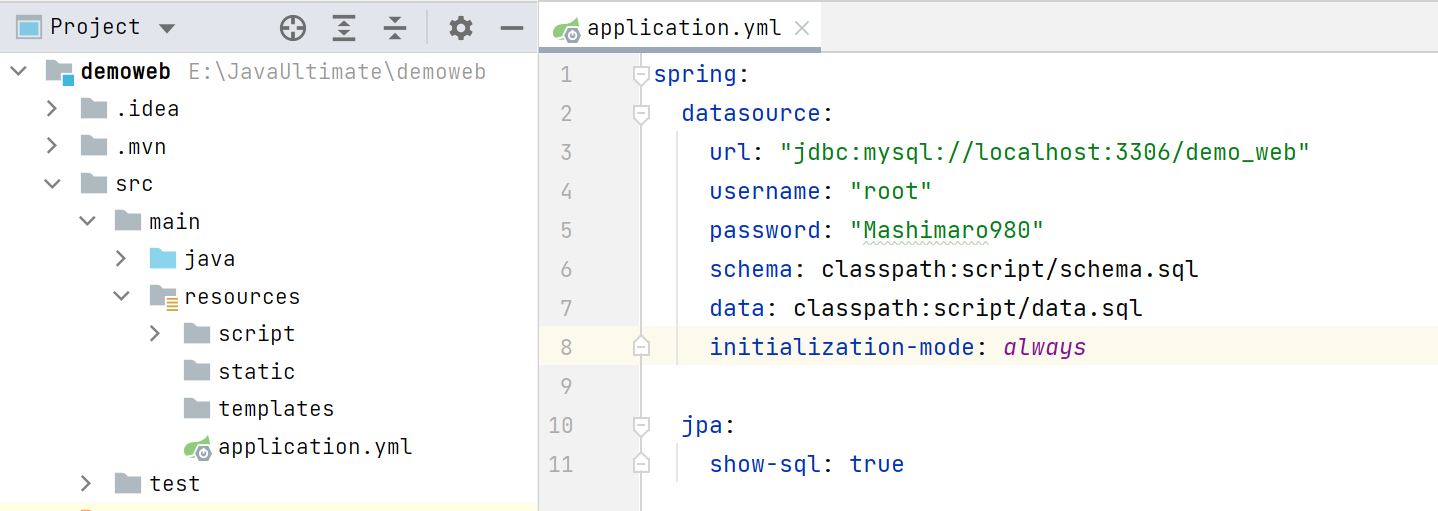 Project
demoweb E:\JavaUltimate\demoweb
.idea
.mvn
src
main
java
resources
script
static
templates
application.yml
test
application.yml
1 spring:
2 datasource:
3 url: "jdbc:mysql://localhost:3306/demo_web"
4 username: "root"
5 password: "Mashimaro980"
6 schema: classpath:script/schema.sql
7 data: classpath:script/data.sql
8 initialization-mode: always
9
10 jpa:
11 show-sql: true